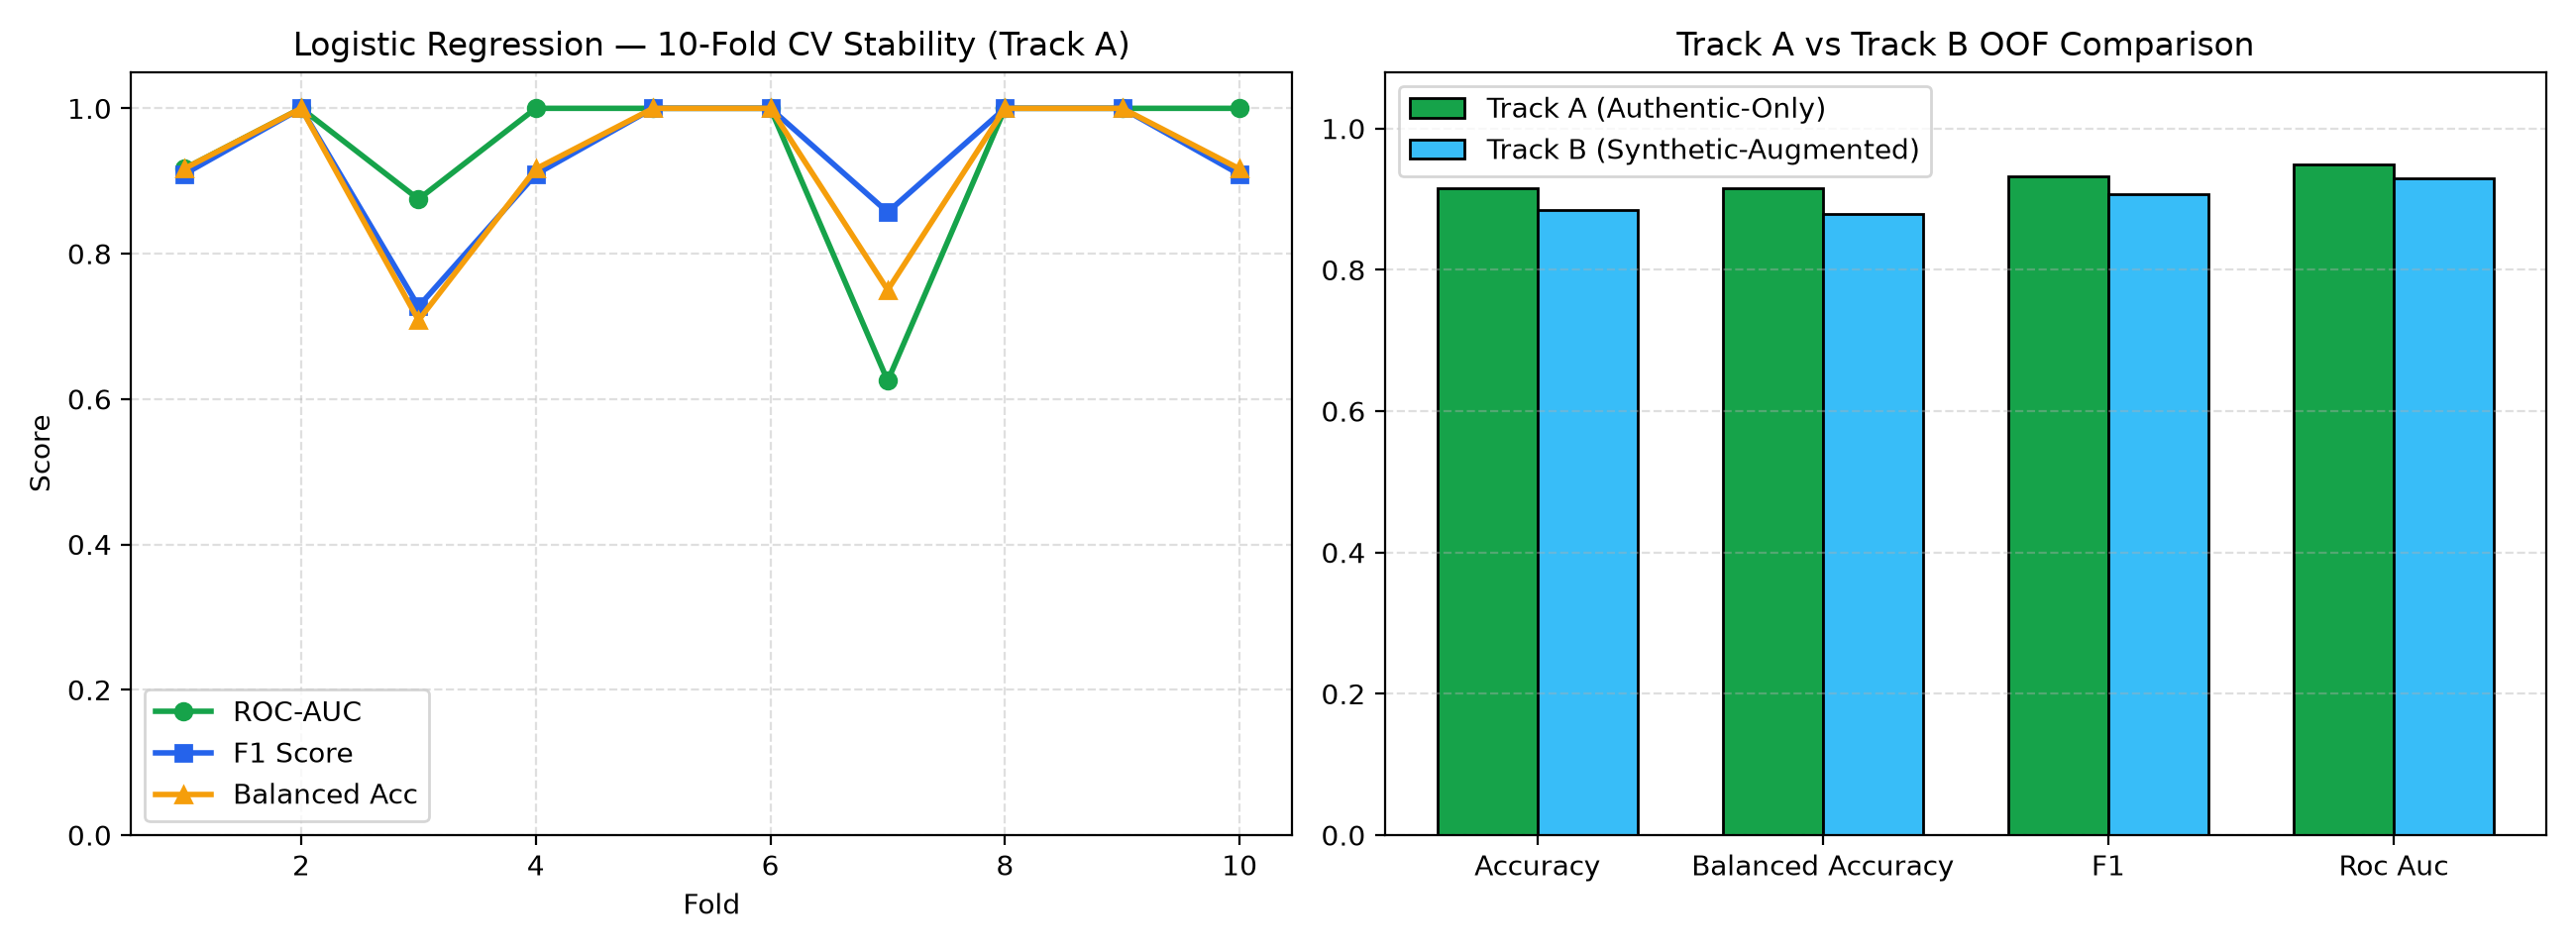 Logistic Regression — 10-Fold CV Stability (Track A)
1.0
0.8
0.6
0.4
0.2
0.0
Score
ROC-AUC
F1 Score
Balanced Acc
2 4 6 8 10
Fold
Track A vs Track B OOF Comparison
Track A (Authentic-Only)
Track B (Synthetic-Augmented)
1.0
0.8
0.6
0.4
0.2
0.0
Accuracy Balanced Accuracy F1 Roc Auc